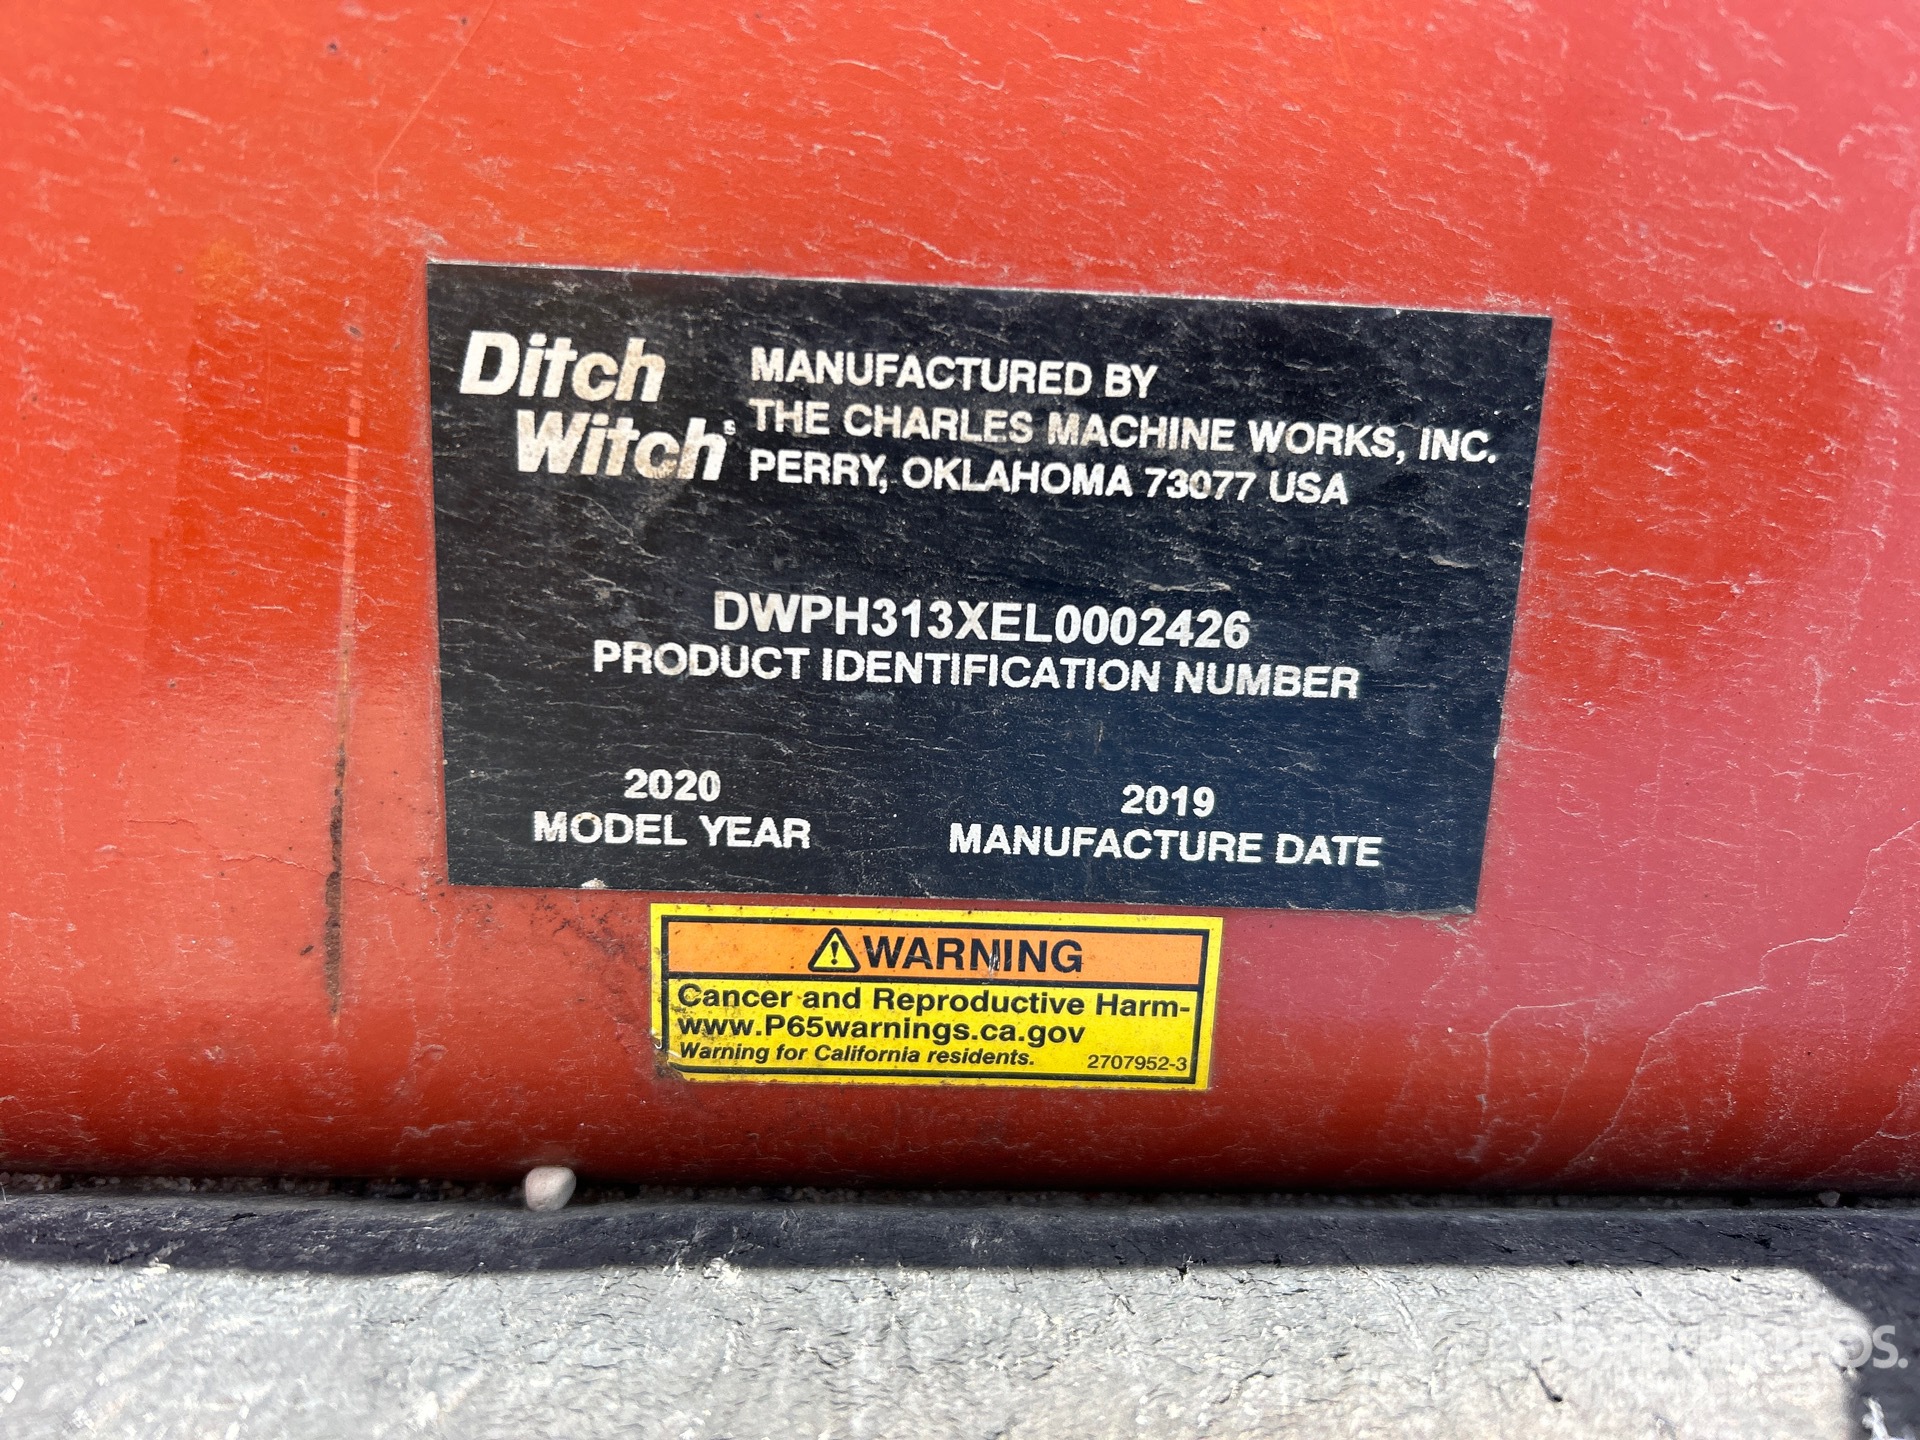 Ditch
Witch®
MANUFACTURED BY
THE CHARLES MACHINE WORKS, INC.
PERRY, OKLAHOMA 73077 USA
DWPH313XEL0002426
PRODUCT IDENTIFICATION NUMBER
2020
MODEL YEAR
2019
MANUFACTURE DATE
WARNING
Cancer and Reproductive Harm-
www.P65warnings.ca.gov
Warning for California residents.
2707952-3